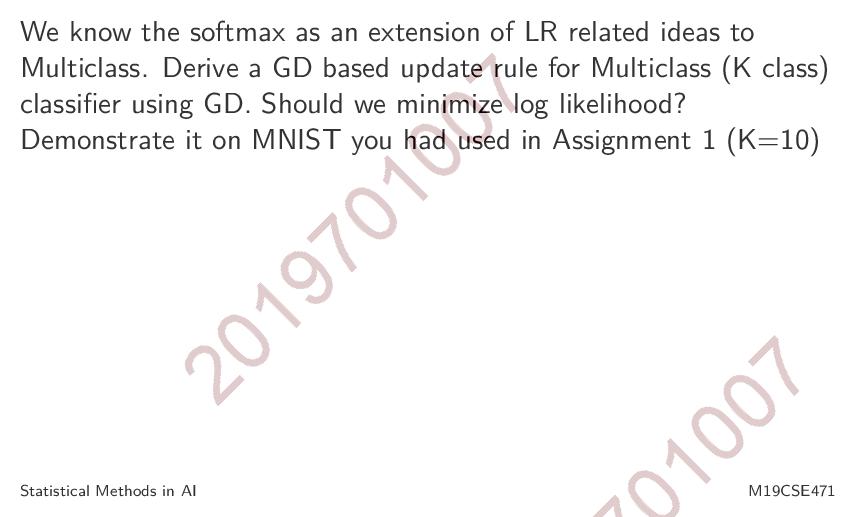 We know the softmax as an extension of LR related ideas to
Multiclass. Derive a GD based update rule for Multiclass (K class)
classifier using GD. Should we minimize log likelihood?
Demonstrate it on MNIST you had used in Assignment 1 (K=10)
2019701007
701007
Statistical Methods in AI
M19CSE471